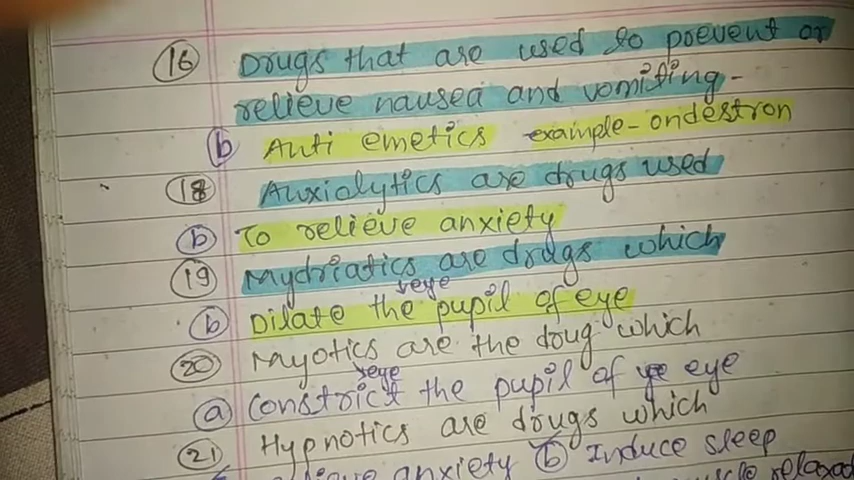 16 Drugs that are used to prevent or
relieve nausea and vomiting-
b Anti emetics example-ondestron
18 Anxiolytics are drugs used
b To relieve anxiety
19 Mydriatics are drugs which
eye
b Dilate the pupil of eye
20 Myotics are the drug which
eye
a Constrict the pupil of eye
21 Hypnotics are drugs which
anxiety b Induce sleep